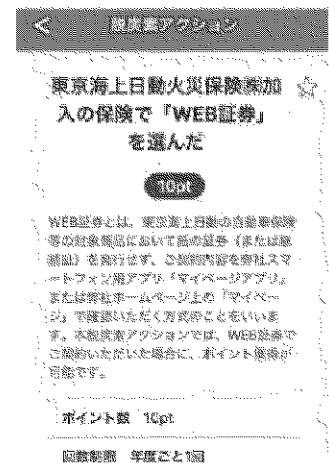 脱炭素アクション
東京海上日動火災保険㈱加
入の保険で「WEB証券」
を選んだ
10pt
WEB証券とは、東京海上日動の自動車保険
等の対象商品において紙の証券（または
）を発行せず、ご契約内容を弊社スマ
ートフォン用アプリ「マイページアプリ」
または弊社ホームページ上の「マイペー
ジ」で確認いただく方式のことをいいま
す。本脱炭素アクションでは、WEB証券で
ご契約いただいた場合に、ポイント獲得が
可能です。
ポイント数 10pt
回数制限 年度ごと1回